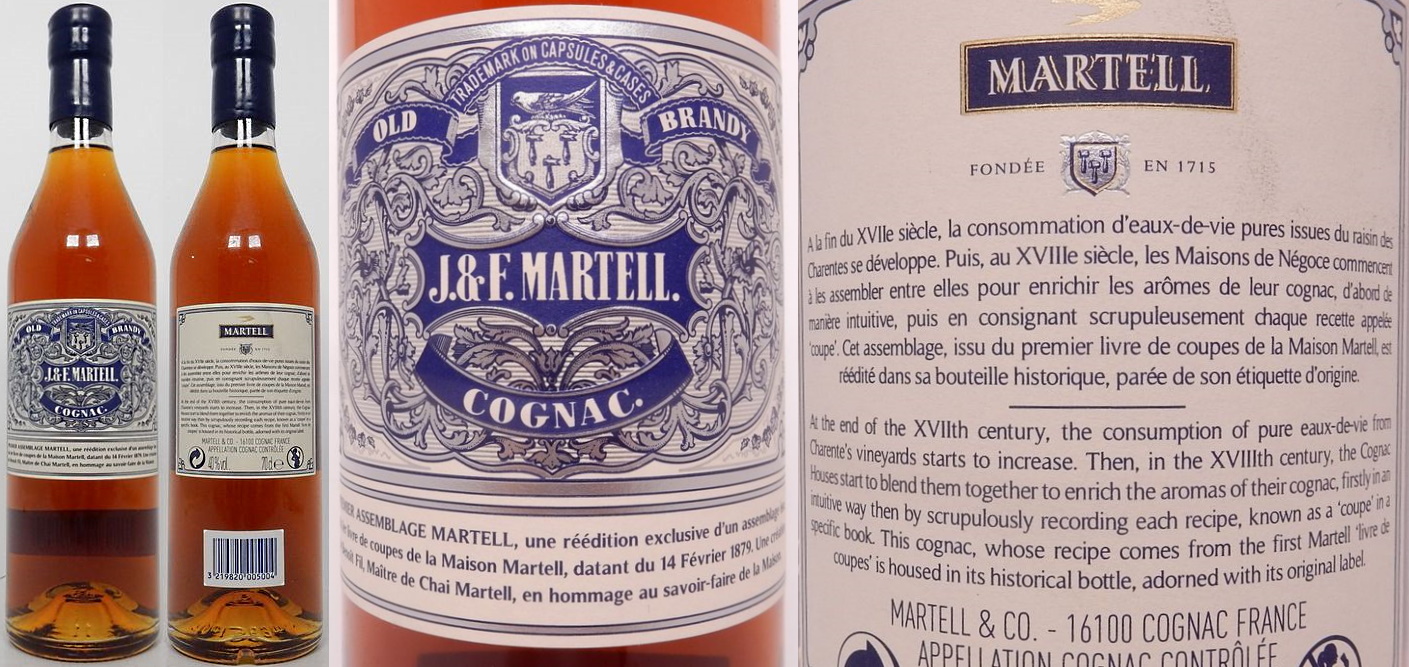 OLD
TRADEMARK ON CAPSULES & CASES
BRANDY
J.&F. MARTELL.
COGNAC.
MARTELL
FONDÉE EN 1715
MARTELL & CO. - 16100 COGNAC FRANCE
APPELLATION COGNAC CONTRÔLÉE
40% vol. 70 cl e
3 219820 005004
TRADEMARK ON CAPSULES & CASES
OLD BRANDY
J.&F. MARTELL.
COGNAC.
ASSEMBLAGE MARTELL, une réédition exclusive d'un assemblage
livre de coupes de la Maison Martell, datant du 14 Février 1879. Une
Fil, Maître de Chai Martell, en hommage au savoir-faire de la Maison.
MARTELL
FONDÉE EN 1715
A la fin du XVIIe siècle, la consommation d'eaux-de-vie pures issues du raisin des
Charentes se développe. Puis, au XVIIIe siècle, les Maisons de Négoce commencent
à les assembler entre elles pour enrichir les arômes de leur cognac, d'abord de
manière intuitive, puis en consignant scrupuleusement chaque recette appelée
'coupe'. Cet assemblage, issu du premier livre de coupes de la Maison Martell, est
réédité dans sa bouteille historique, parée de son étiquette d'origine.
At the end of the XVIIth century, the consumption of pure eaux-de-vie from
Charente's vineyards starts to increase. Then, in the XVIIIth century, the Cognac
Houses start to blend them together to enrich the aromas of their cognac, firstly in an
intuitive way then by scrupulously recording each recipe, known as a 'coupe' in a
specific book. This cognac, whose recipe comes from the first Martell 'livre de
coupes' is housed in its historical bottle, adorned with its original label.
MARTELL & CO. - 16100 COGNAC FRANCE
APPELLATION COGNAC CONTRÔLÉE